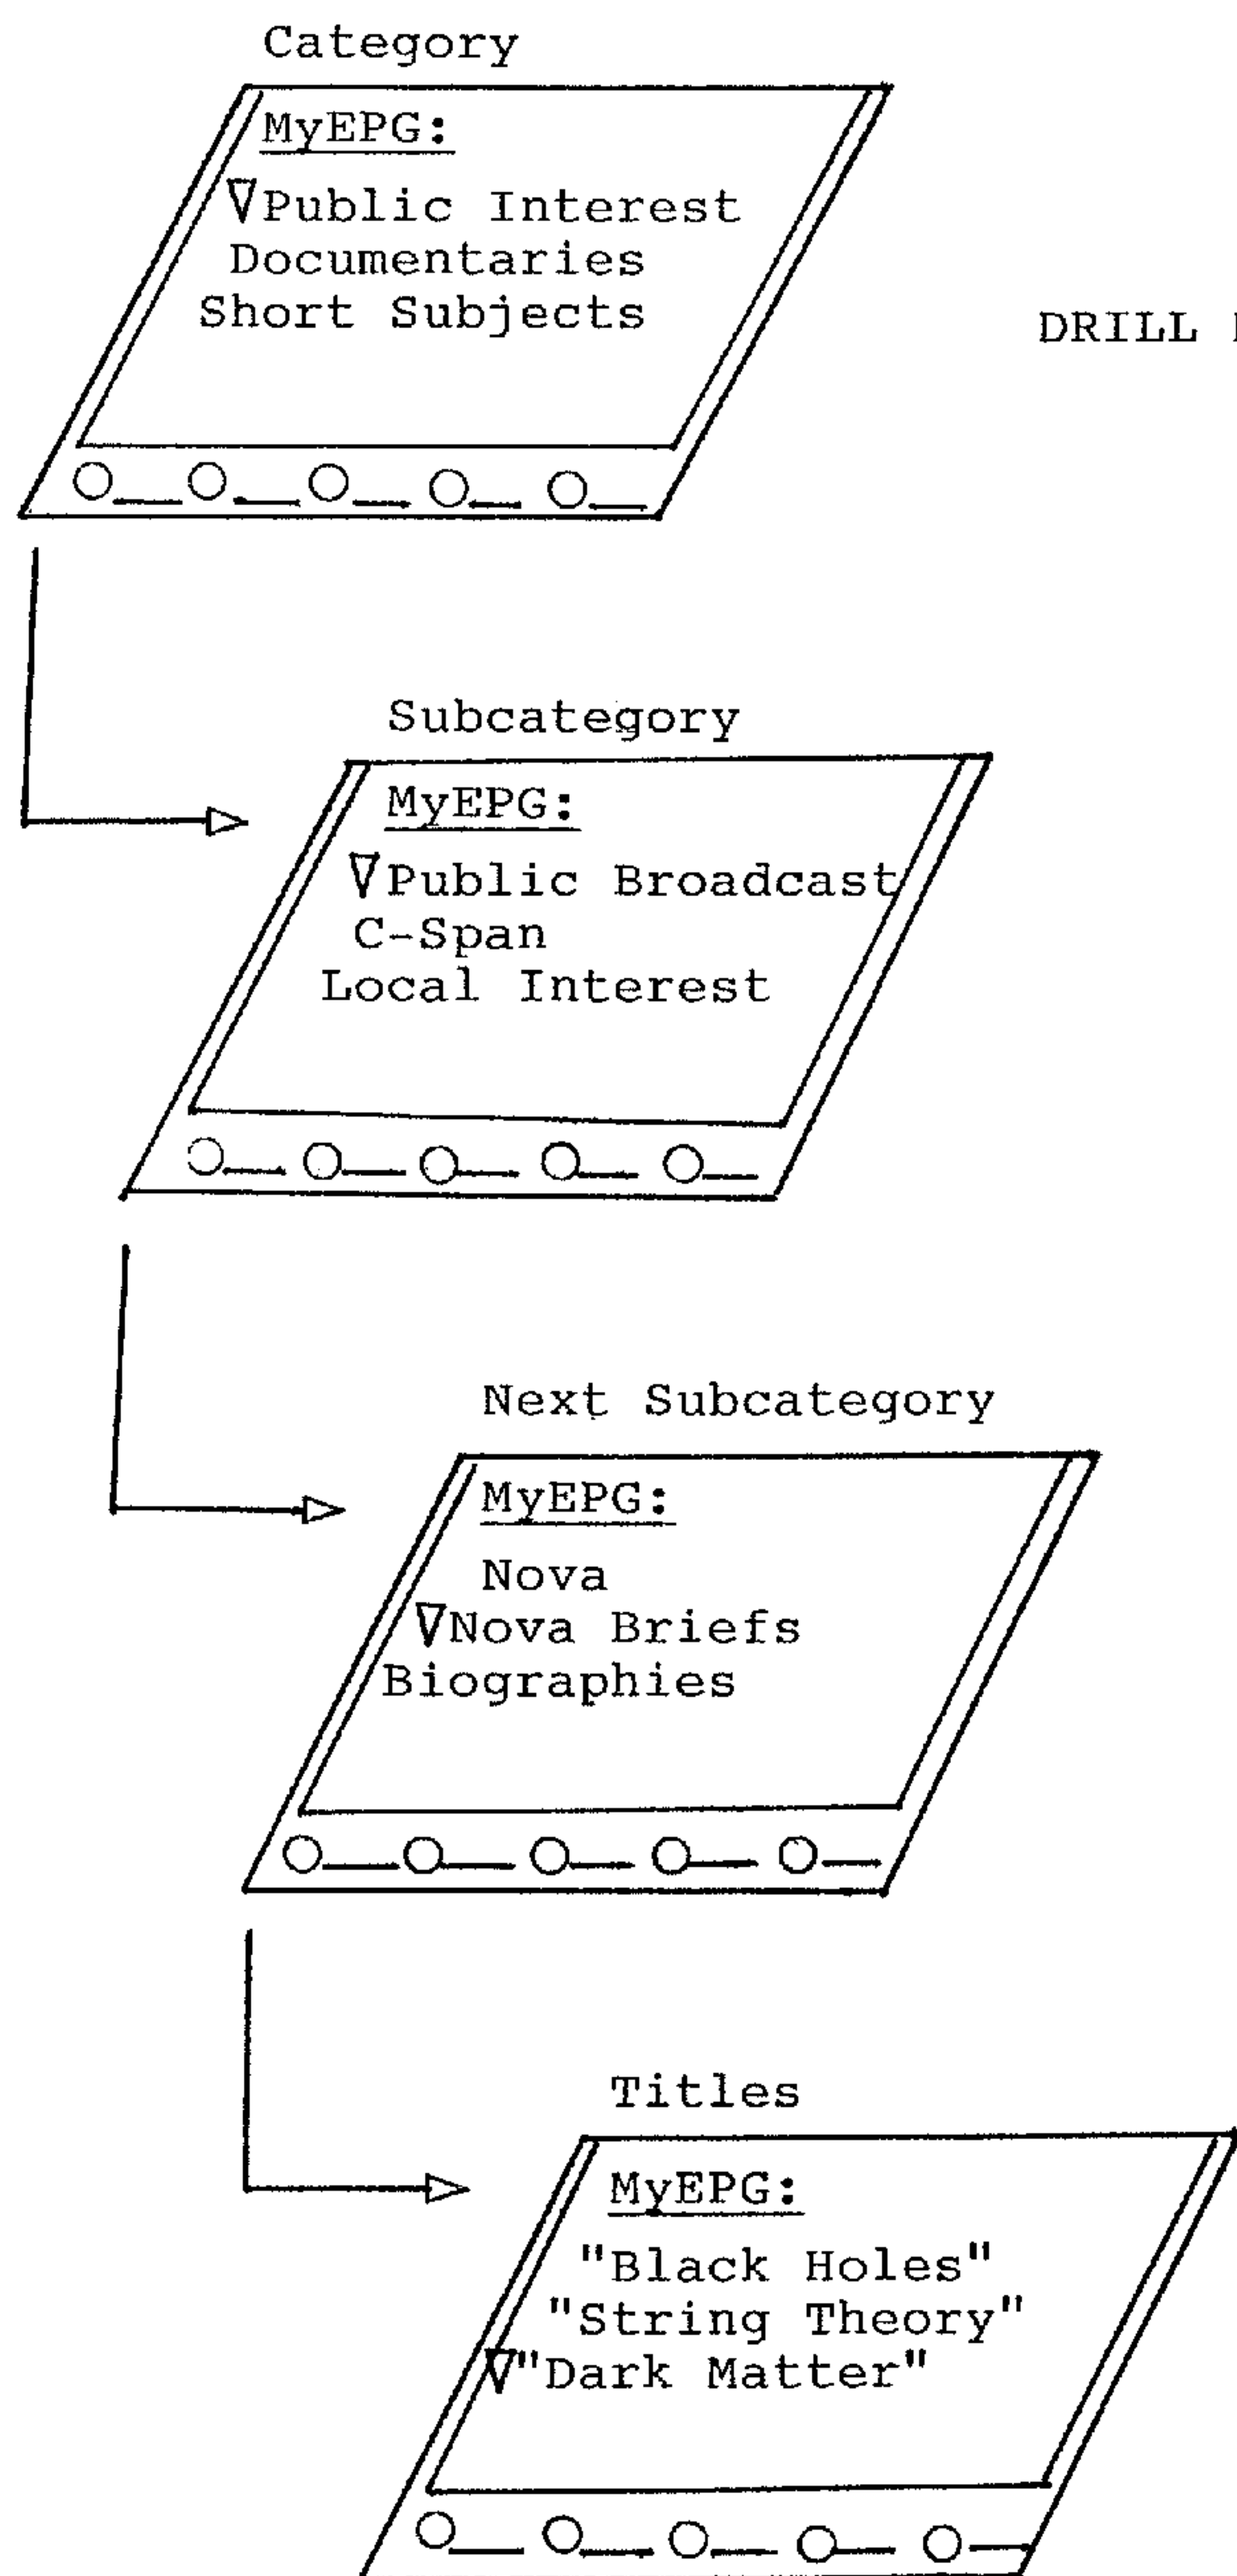 Category
MyEPG:
Public Interest
Documentaries
Short Subjects
DRILL
Subcategory
MyEPG:
Public Broadcast
C-Span
Local Interest
Next Subcategory
MyEPG:
Nova
Nova Briefs
Biographies
Titles
MyEPG:
"Black Holes"
"String Theory"
"Dark Matter"